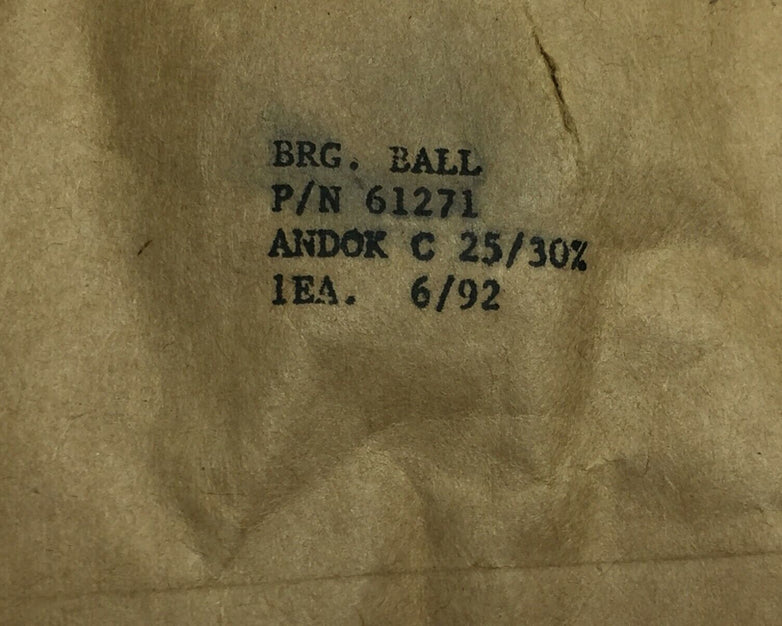 BRG. BALL
P/N 61271
ANDOK C 25/30%
1EA. 6/92